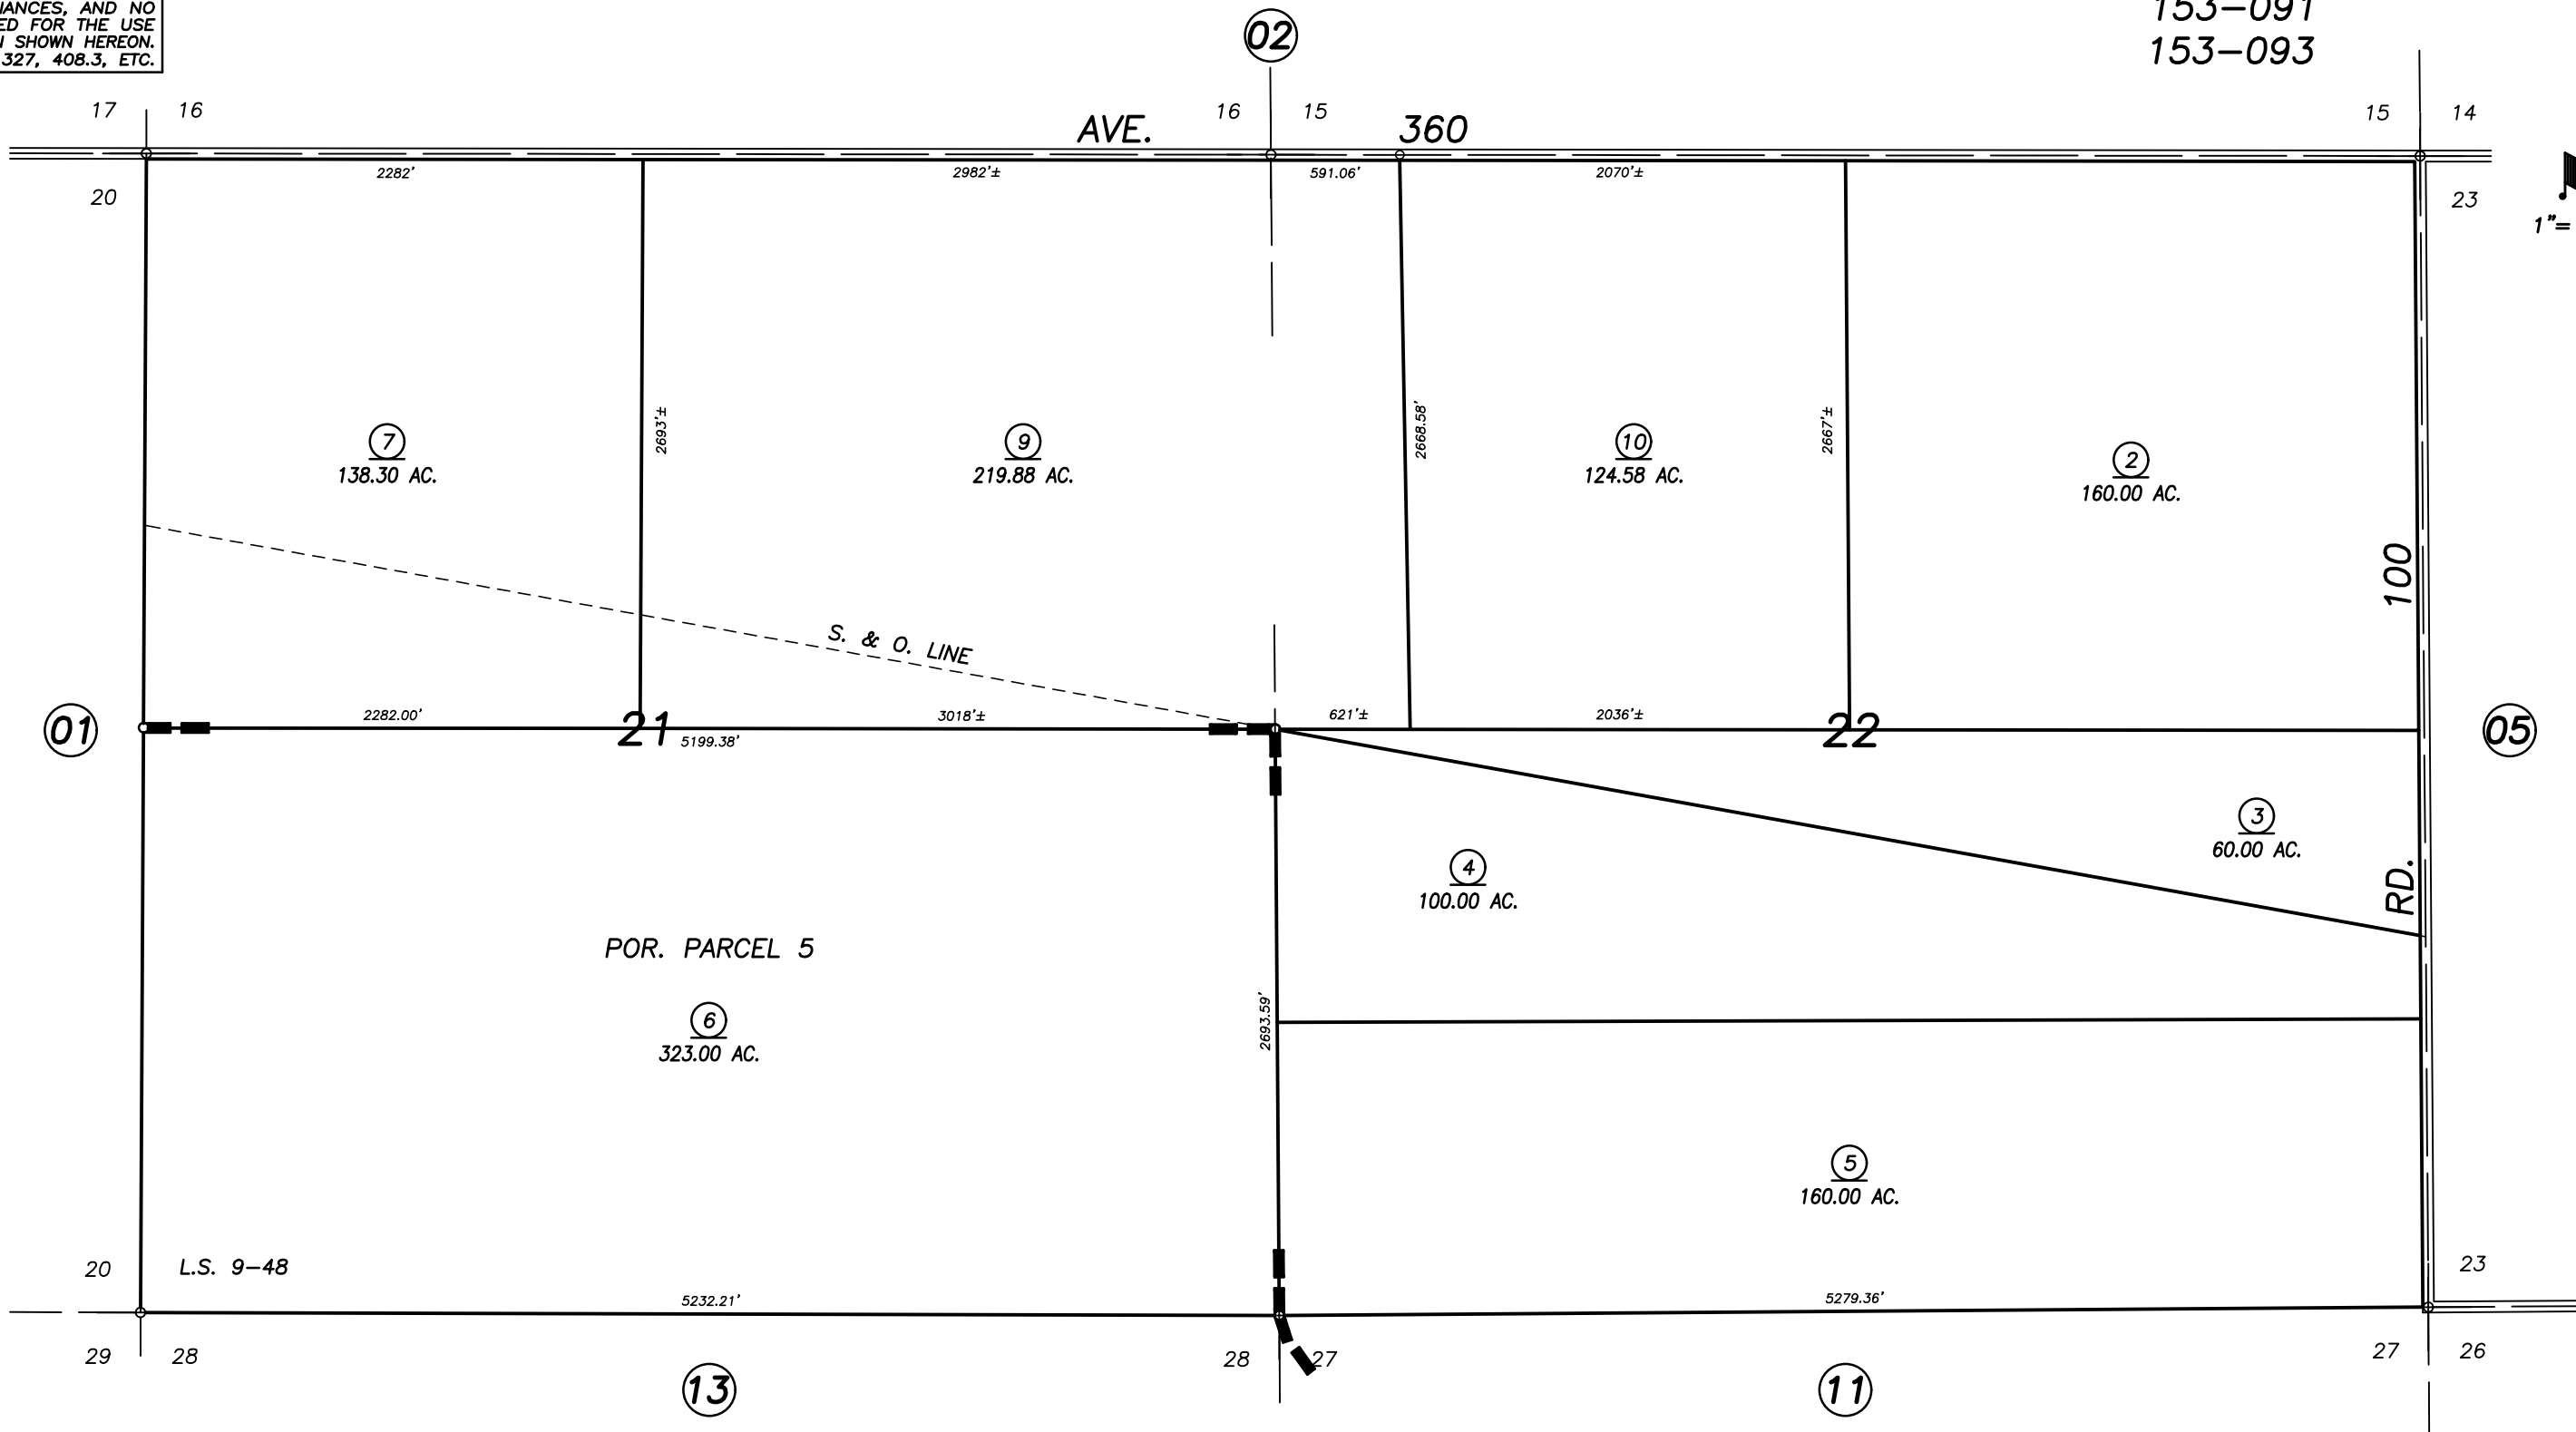 AND NO
ED FOR THE USE
SHOWN HEREON.
327, 408.3, ETC.
02
153-091
153-093
17 16
16 15
15 14
AVE. 360
2282'
2982'±
591.06'
2070'±
20
23
1"=
2693'±
2668.58'
2667'±
7
138.30 AC.
9
219.88 AC.
10
124.58 AC.
2
160.00 AC.
100
S. & O. LINE
01
2282.00'
21
5199.38'
3018'±
621'±
2036'±
22
05
3
60.00 AC.
4
100.00 AC.
RD.
POR. PARCEL 5
6
323.00 AC.
2693.59'
5
160.00 AC.
20
L.S. 9-48
23
5232.21'
5279.36'
29 28
28 27
27 26
13
11